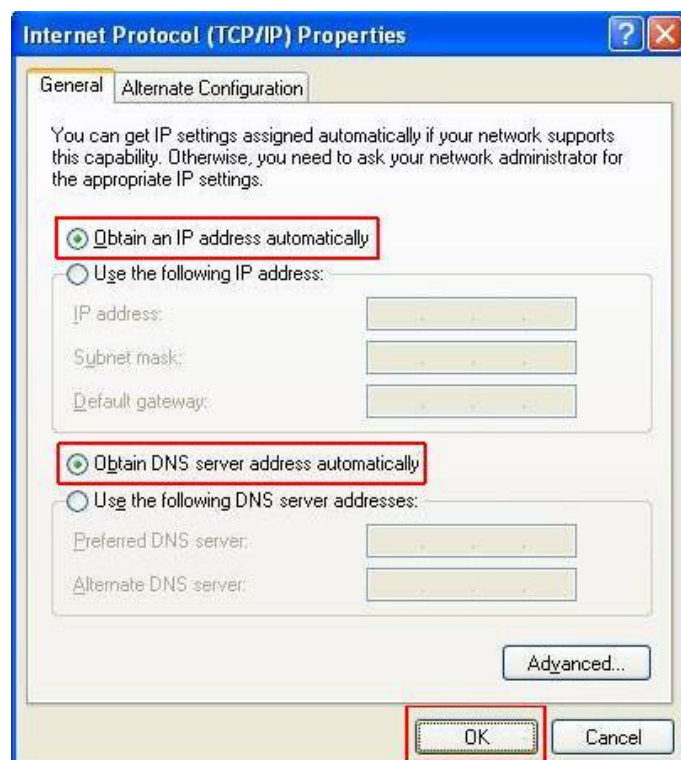 Internet Protocol (TCP/IP) Properties
General
Alternate Configuration
You can get IP settings assigned automatically if your network supports
this capability. Otherwise, you need to ask your network administrator for
the appropriate IP settings.
Obtain an IP address automatically
Use the following IP address:
IP address:
Subnet mask:
Default gateway:
Obtain DNS server address automatically
Use the following DNS server addresses:
Preferred DNS server:
Alternate DNS server:
Advanced...
OK
Cancel